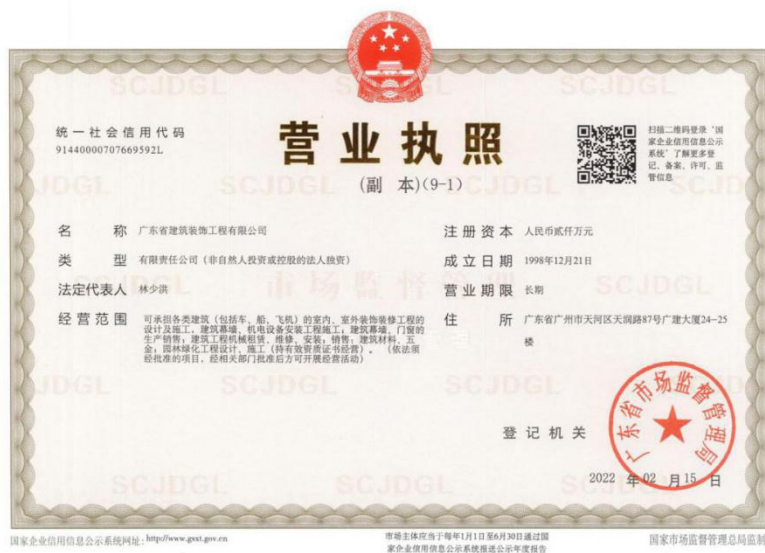 统一社会信用代码
91440000707669592L
营业执照
(副 本)(9-1)
扫描二维码登录‘国
家企业信用信息公示
系统’了解更多登
记、备案、许可、监
管信息
名 称 广东省建筑装饰工程有限公司
类 型 有限责任公司(非自然人投资或控股的法人独资)
法定代表人 林少洪
经营范围 可承担各类建筑(包括车、船、飞机)的室内、室外装饰装修工程的
设计及施工，建筑幕墙、机电设备安装工程施工；建筑幕墙、门窗的
生产销售；建筑工程机械租赁、维修、安装；销售：建筑材料、五
金；园林绿化工程设计、施工（持有效资质证书经营）。（依法须
经批准的项目，经相关部门批准后方可开展经营活动）
注册资本 人民币贰仟万元
成立日期 1998年12月21日
营业期限 长期
住 所 广东省广州市天河区天润路87号广建大厦24-25
楼
登记机关
广东省市场监督管理局
2022 年 02 月 15 日
SCJDGL
市场监督管理
国家企业信用信息公示系统网址：http://www.gsxt.gov.cn
市场主体应当于每年1月1日至6月30日通过国
家企业信用信息公示系统报送公示年度报告
国家市场监督管理总局监制